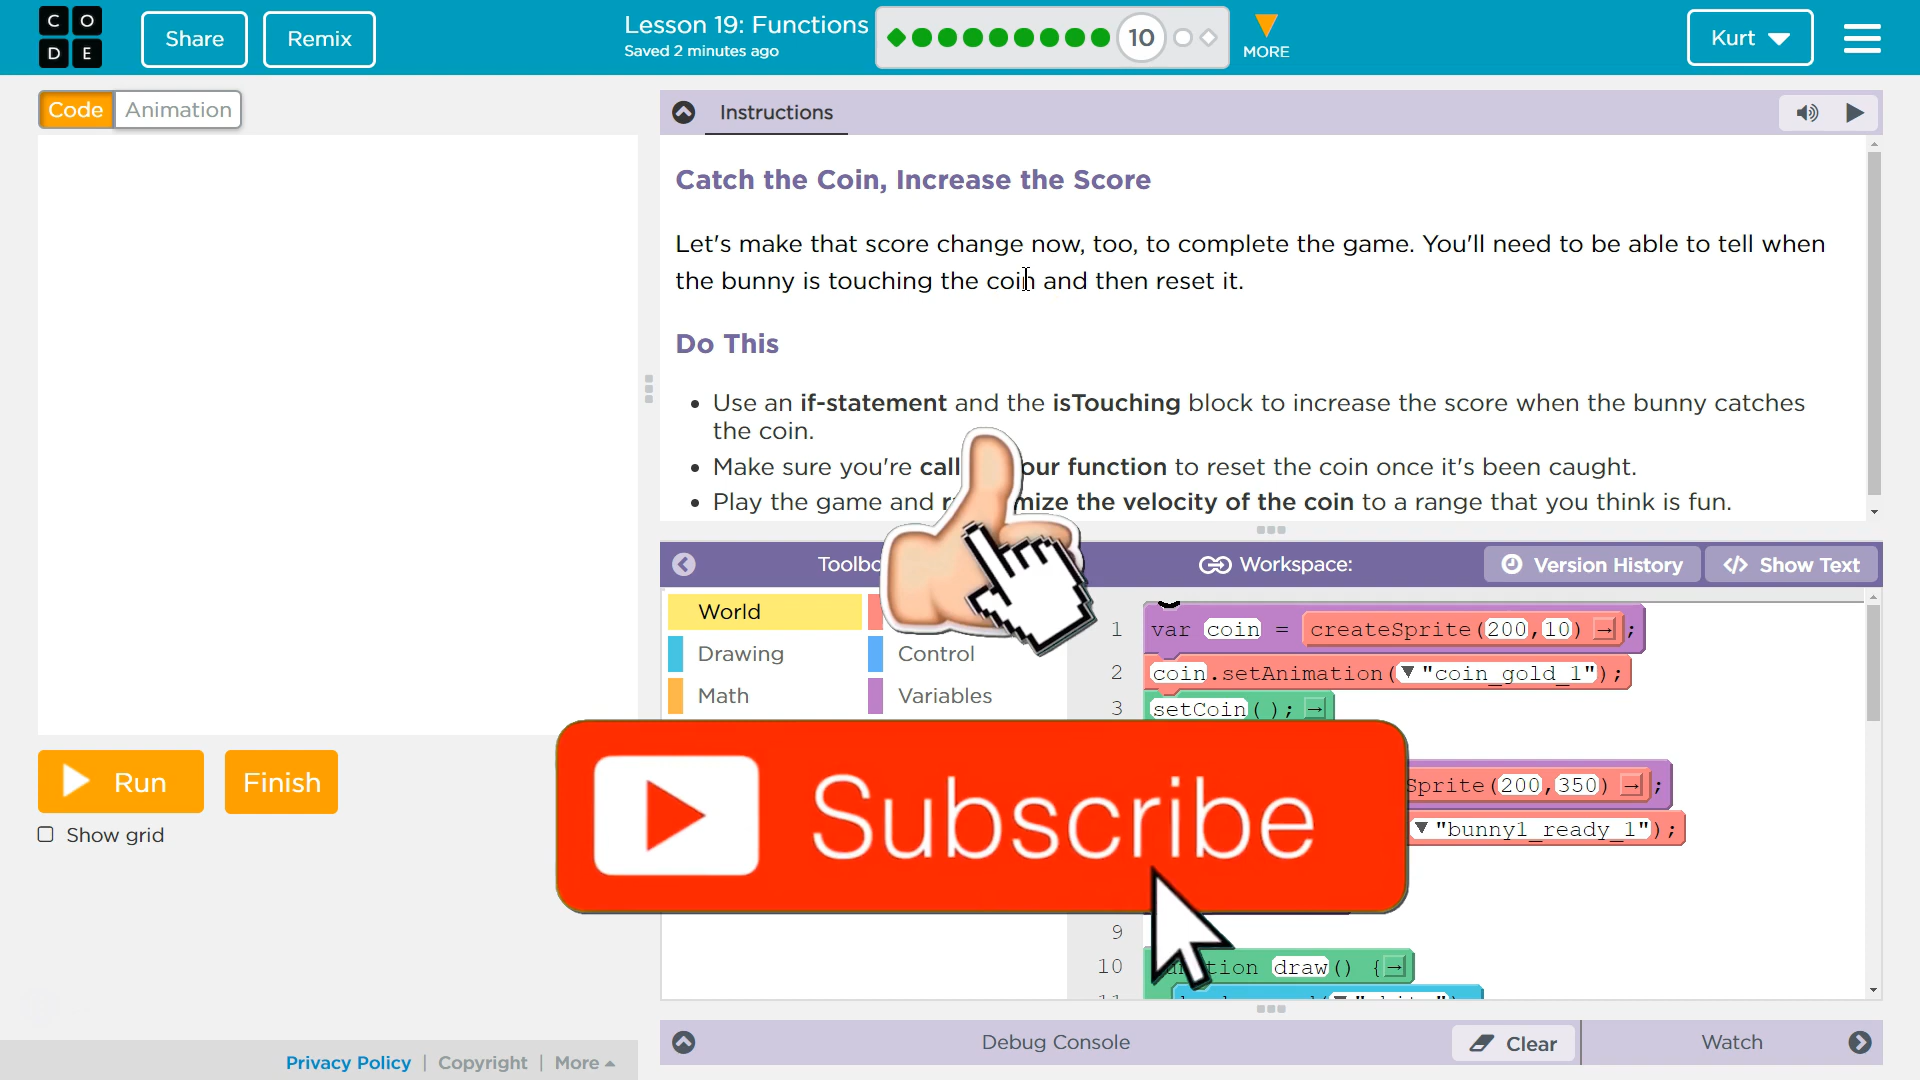 CO
DE
Share
Remix
Lesson 19: Functions
Saved 2 minutes ago
10
MORE
Kurt
Code
Animation
Instructions
Catch the Coin, Increase the Score
Let's make that score change now, too, to complete the game. You'll need to be able to tell when
the bunny is touching the coin and then reset it.
Do This
Use an if-statement and the isTouching block to increase the score when the bunny catches
the coin.
Make sure you're call our function to reset the coin once it's been caught.
Play the game and r mize the velocity of the coin to a range that you think is fun.
Toolbo
Workspace:
Version History
</> Show Text
World
Drawing
Control
Math
Variables
1 var coin = createSprite(200,10) → ;
2 coin.setAnimation( ▼ "coin_gold_1");
3 setCoin(); →
Sprite(200,350) → ;
▼ "bunny1_ready_1");
9
10 tion draw() { →
Subscribe
Run
Finish
Show grid
Debug Console
Clear
Watch
Privacy Policy | Copyright | More